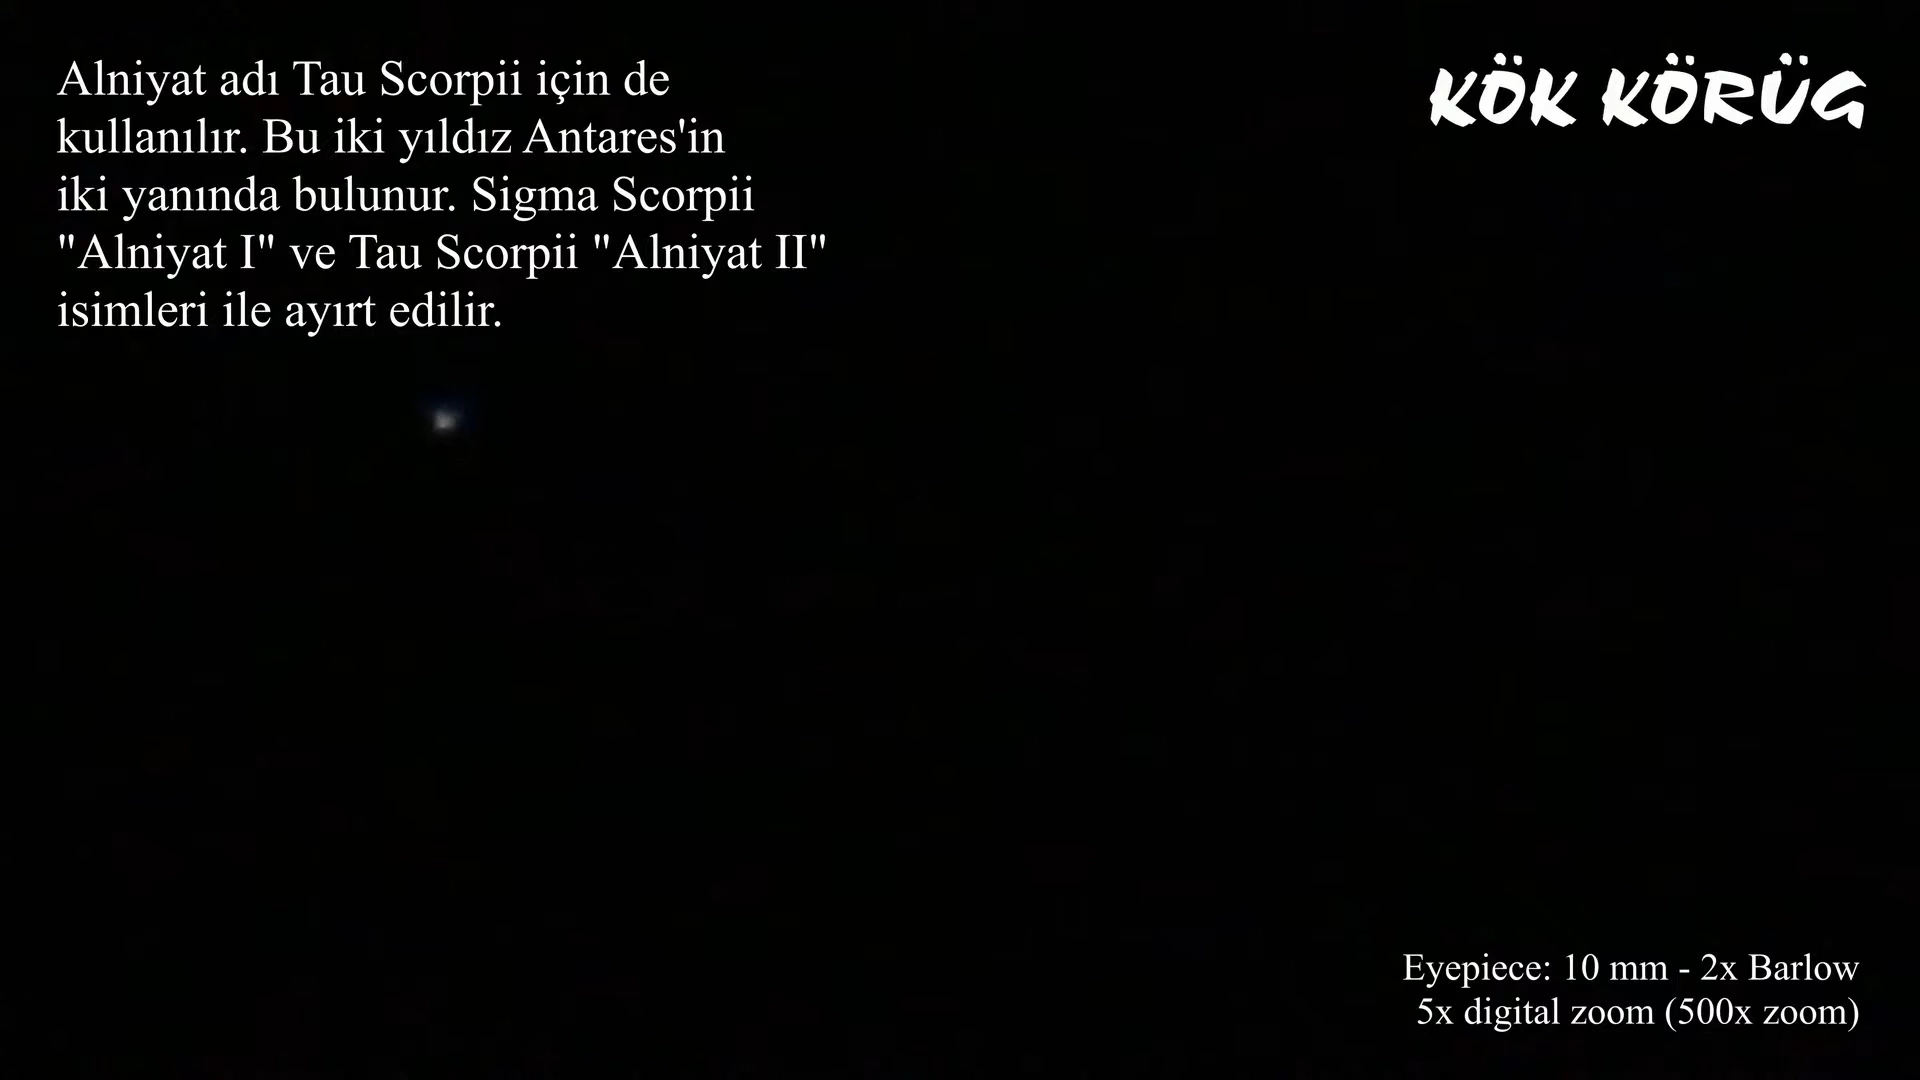 Alniyat adı Tau Scorpii için de
kullanılır. Bu iki yıldız Antares'in
iki yanında bulunur. Sigma Scorpii
"Alniyat I" ve Tau Scorpii "Alniyat II"
isimleri ile ayırt edilir.
KÖK KÖRÜG
Eyepiece: 10 mm - 2x Barlow
5x digital zoom (500x zoom)